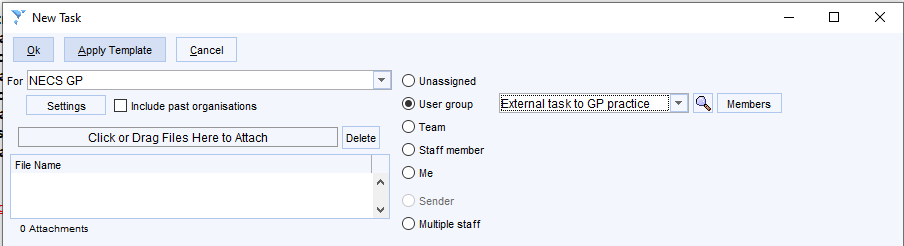 New Task
Ok Apply Template Cancel
For NECS GP
Unassigned
Settings Include past organisations
User group External task to GP practice Members
Team
Click or Drag Files Here to Attach Delete
Staff member
File Name
Me
Sender
Multiple staff
0 Attachments